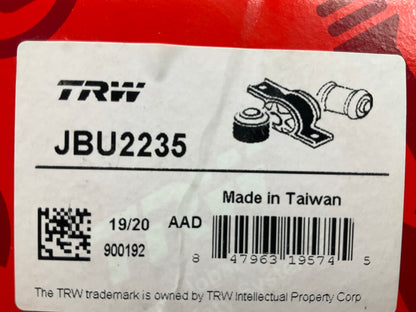 TRW
JBU2235
Made in Taiwan
19/20 AAD
900192
8 47963 19574 5
The TRW trademark is owned by TRW Intellectual Property Corp